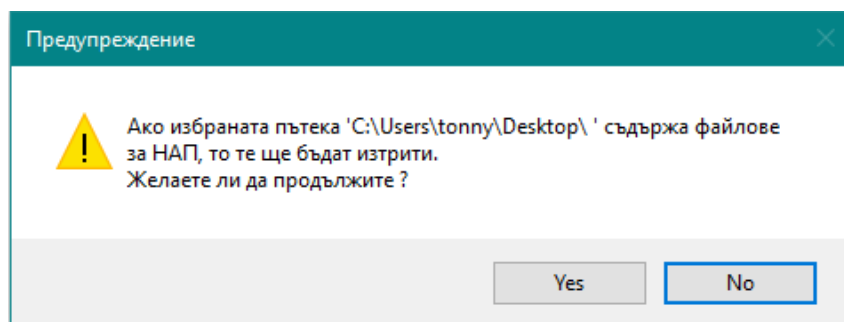 Предупреждение
Ако избраната пътека 'C:\Users\tonny\Desktop\ ' съдържа файлове
за НАП, то те ще бъдат изтрити.
Желаете ли да продължите ?
Yes
No